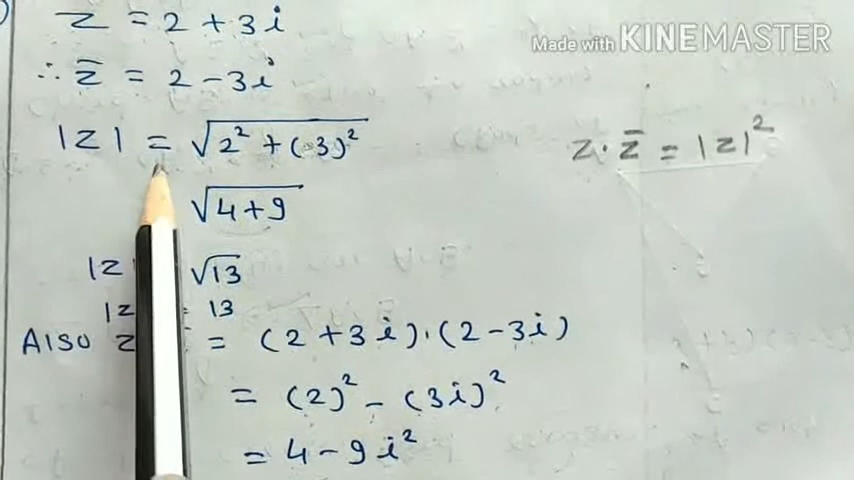 z = 2 + 3i
Made with KINEMASTER
∴ z̄ = 2 - 3i
|z| = √2² + (3)²
z · z̄ = |z|²
√4 + 9
|z √13
|z = 13
Also z = (2 + 3i) · (2 - 3i)
= (2)² - (3i)²
= 4 - 9i²